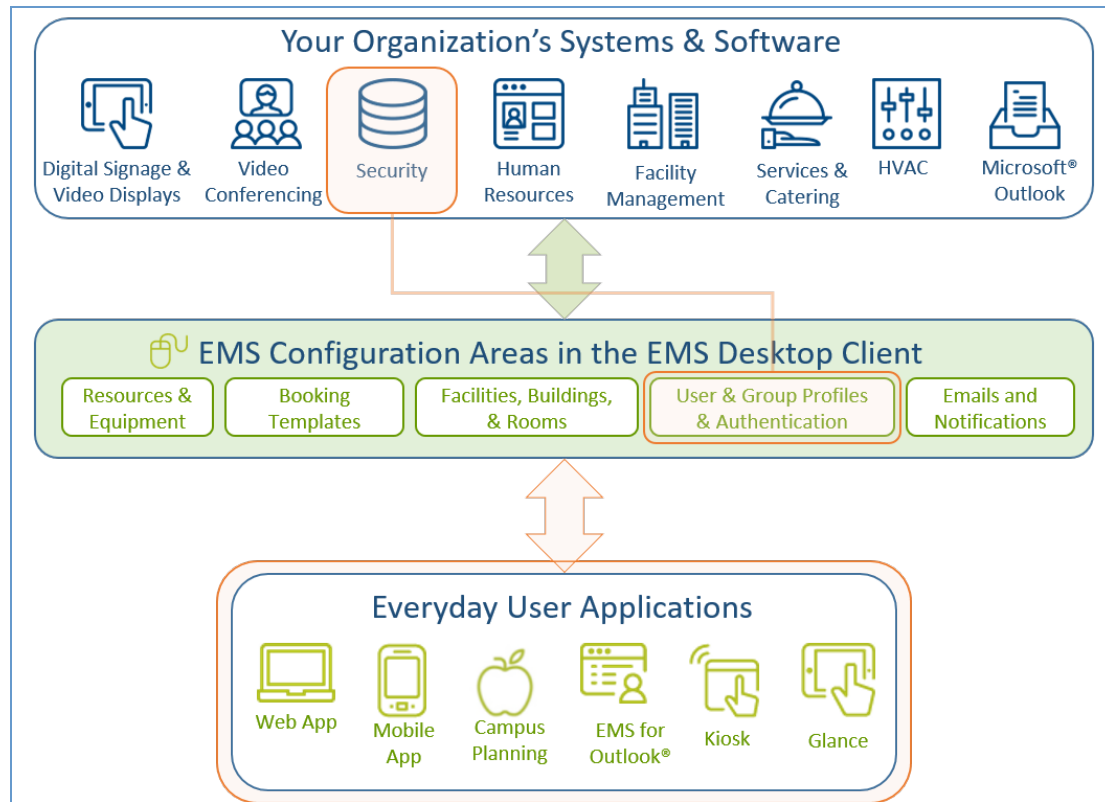 Your Organization's Systems & Software
Digital Signage &
Video Displays
Video
Conferencing
Security
Human
Resources
Facility
Management
Services &
Catering
HVAC
Microsoft®
Outlook
EMS Configuration Areas in the EMS Desktop Client
Resources &
Equipment
Booking
Templates
Facilities, Buildings,
& Rooms
User & Group Profiles
& Authentication
Emails and
Notifications
Everyday User Applications
Web App
Mobile
App
Campus
Planning
EMS for
Outlook®
Kiosk
Glance